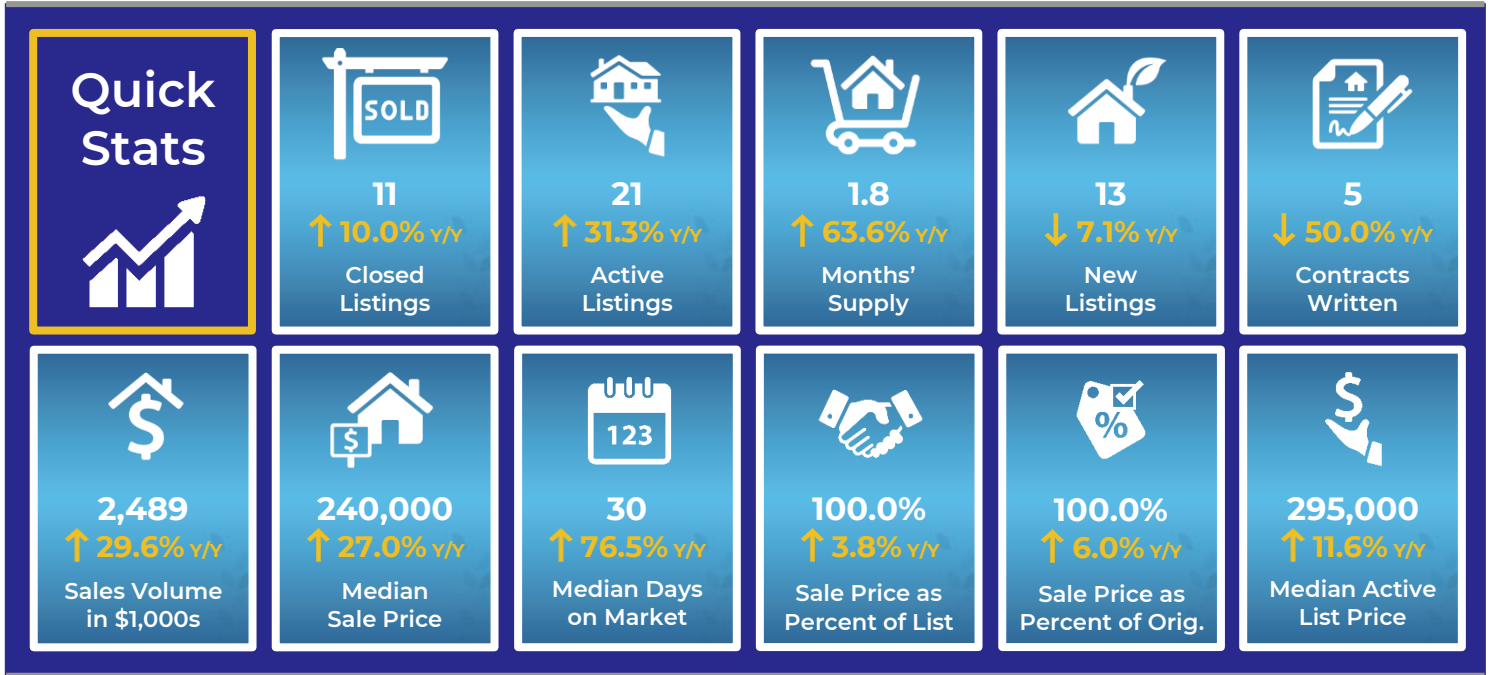 Quick
Stats
SOLD
11
↑ 10.0% Y/Y
Closed
Listings
21
↑ 31.3% Y/Y
Active
Listings
1.8
↑ 63.6% Y/Y
Months’
Supply
13
↓ 7.1% Y/Y
New
Listings
5
↓ 50.0% Y/Y
Contracts
Written
$
2,489
↑ 29.6% Y/Y
Sales Volume
in $1,000s
$
240,000
↑ 27.0% Y/Y
Median
Sale Price
123
30
↑ 76.5% Y/Y
Median Days
on Market
100.0%
↑ 3.8% Y/Y
Sale Price as
Percent of List
%
100.0%
↑ 6.0% Y/Y
Sale Price as
Percent of Orig.
$
295,000
↑ 11.6% Y/Y
Median Active
List Price